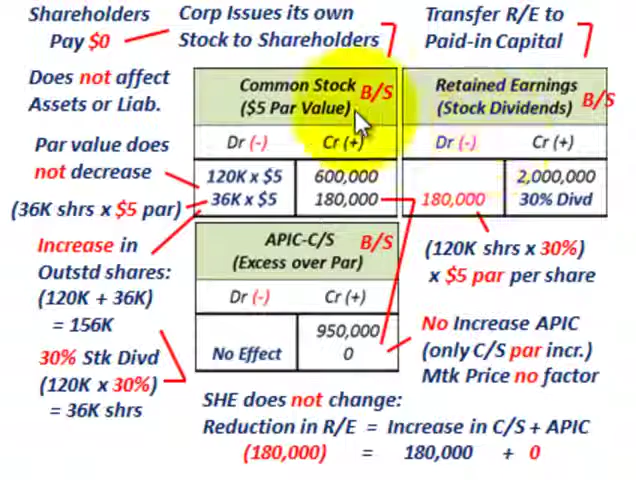 Shareholders
Pay $0
Corp Issues its own
Stock to Shareholders
Transfer R/E to
Paid-in Capital
Does not affect
Assets or Liab.
Common Stock
($5 Par Value)
B/S
Dr (-)
Cr (+)
120K x $5
600,000
36K x $5
180,000
Retained Earnings
(Stock Dividends)
B/S
Dr (-)
Cr (+)
2,000,000
180,000
30% Divd
Par value does
not decrease
(36K shrs x $5 par)
Increase in
Outstd shares:
(120K + 36K)
= 156K
30% Stk Divd
(120K x 30%)
= 36K shrs
APIC-C/S
(Excess over Par)
B/S
Dr (-)
Cr (+)
950,000
No Effect
0
(120K shrs x 30%)
x $5 par per share
No Increase APIC
(only C/S par incr.)
Mtk Price no factor
SHE does not change:
Reduction in R/E = Increase in C/S + APIC
(180,000) = 180,000 + 0